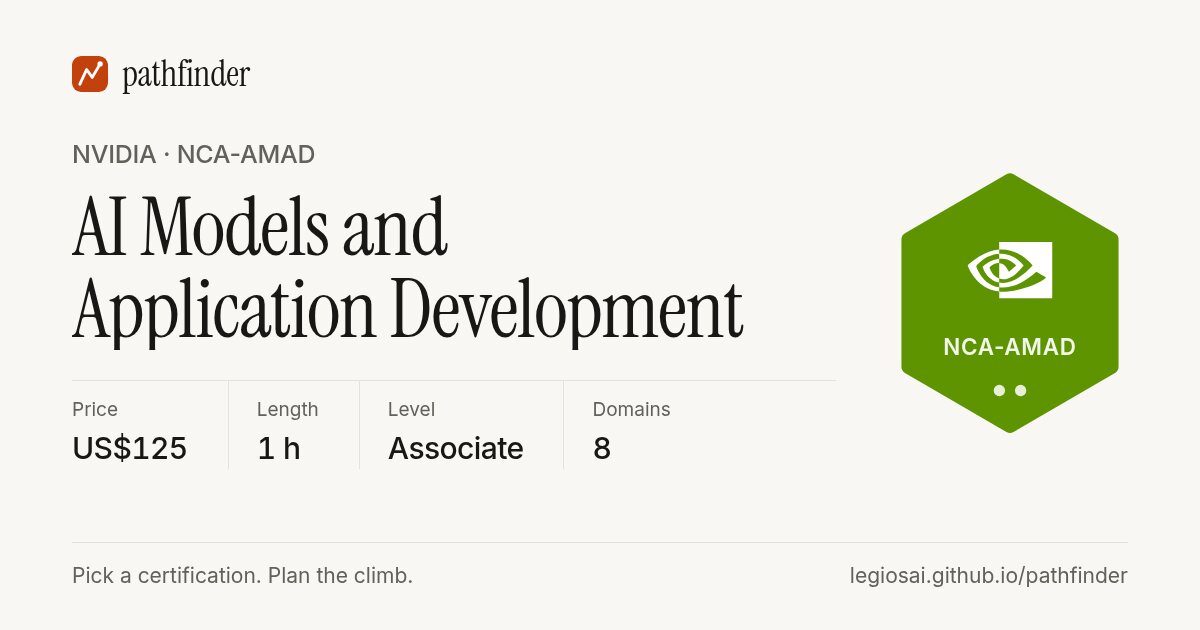 pathfinder
NVIDIA · NCA-AMAD
AI Models and
Application Development
Price
US$125
Length
1 h
Level
Associate
Domains
8
NCA-AMAD
Pick a certification. Plan the climb.
legiosai.github.io/pathfinder